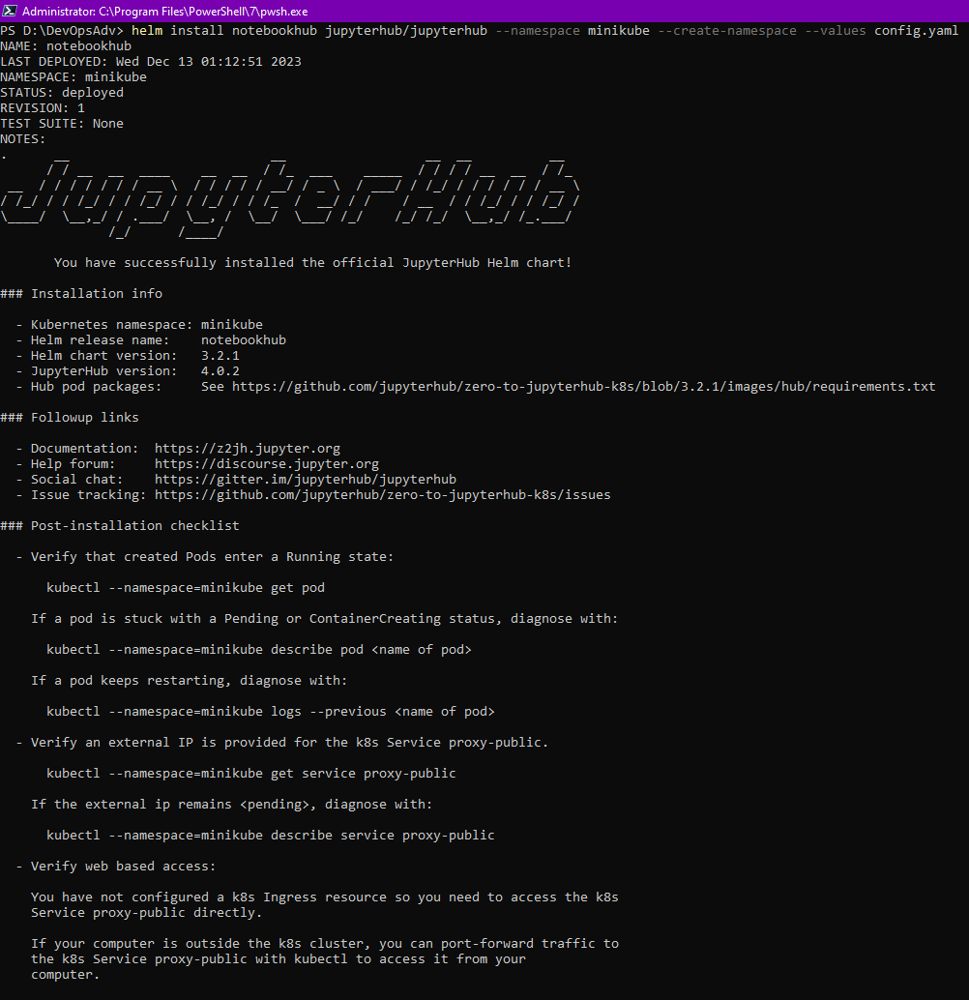 Administrator: C:\Program Files\PowerShell\7\pwsh.exe
PS D:\DevOpsAdv> helm install notebookhub jupyterhub/jupyterhub --namespace minikube --create-namespace --values config.yaml
NAME: notebookhub
LAST DEPLOYED: Wed Dec 13 01:12:51 2023
NAMESPACE: minikube
STATUS: deployed
REVISION: 1
TEST SUITE: None
NOTES:
.      __                          __                  __  __          __
      / / __  __  ____    __  __  / /_  ___    _____  / / / / __  __  / /_
 __  / / / / / / / __ \  / / / / / __/ / _ \  / ___/ / /_/ / / / / / / __ \
/ /_/ / / /_/ / / /_/ / / /_/ / / /_  /  __/ / /    / __  / / /_/ / / /_/ /
\____/  \__,_/ / .___/  \__, /  \__/  \___/ /_/    /_/ /_/  \__,_/ /_.___/
              /_/      /____/
You have successfully installed the official JupyterHub Helm chart!
### Installation info
- Kubernetes namespace: minikube
- Helm release name:    notebookhub
- Helm chart version:   3.2.1
- JupyterHub version:   4.0.2
- Hub pod packages:     See https://github.com/jupyterhub/zero-to-jupyterhub-k8s/blob/3.2.1/images/hub/requirements.txt
### Followup links
- Documentation:  https://z2jh.jupyter.org
- Help forum:     https://discourse.jupyter.org
- Social chat:    https://gitter.im/jupyterhub/jupyterhub
- Issue tracking: https://github.com/jupyterhub/zero-to-jupyterhub-k8s/issues
### Post-installation checklist
- Verify that created Pods enter a Running state:
kubectl --namespace=minikube get pod
If a pod is stuck with a Pending or ContainerCreating status, diagnose with:
kubectl --namespace=minikube describe pod <name of pod>
If a pod keeps restarting, diagnose with:
kubectl --namespace=minikube logs --previous <name of pod>
- Verify an external IP is provided for the k8s Service proxy-public.
kubectl --namespace=minikube get service proxy-public
If the external ip remains <pending>, diagnose with:
kubectl --namespace=minikube describe service proxy-public
- Verify web based access:
You have not configured a k8s Ingress resource so you need to access the k8s
Service proxy-public directly.
If your computer is outside the k8s cluster, you can port-forward traffic to
the k8s Service proxy-public with kubectl to access it from your
computer.